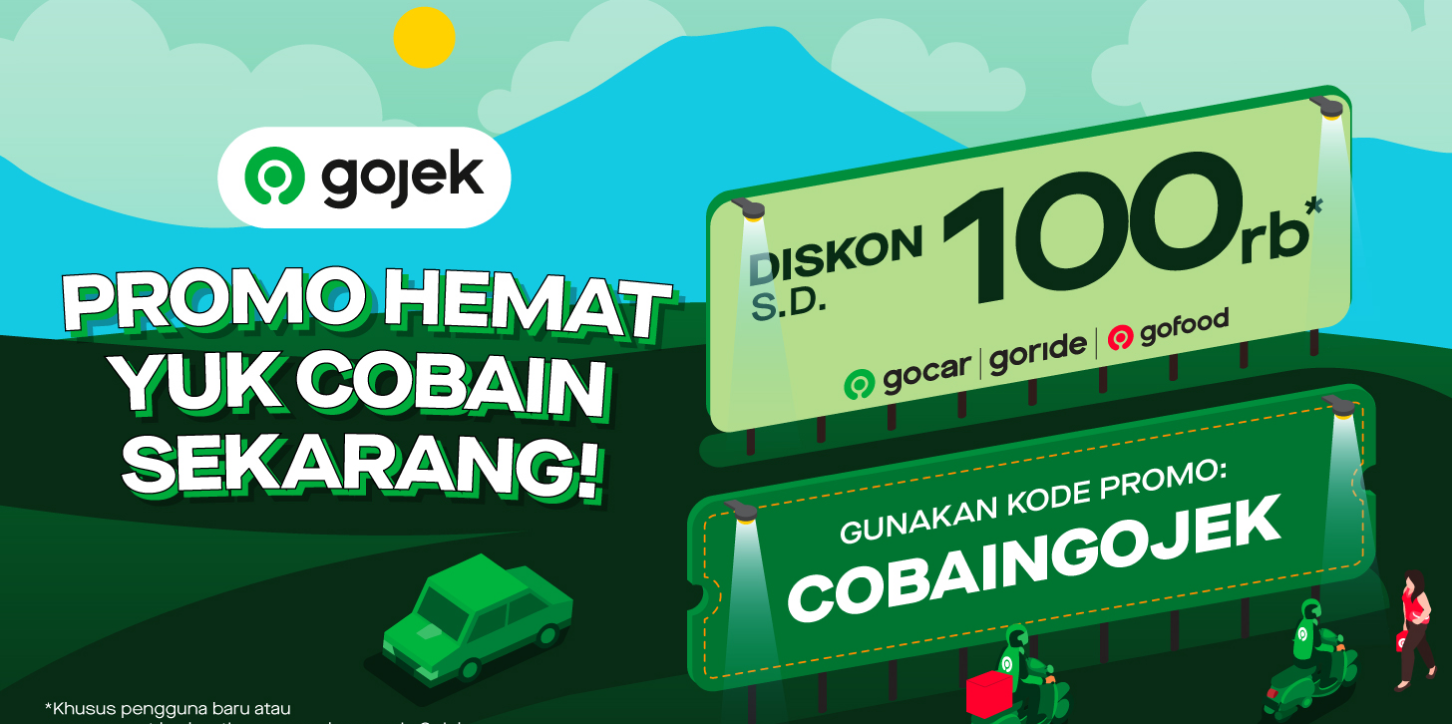 gojek
PROMO HEMAT
YUK COBAIN
SEKARANG!
DISKON 100rb*
S.D.
gocar | goride | gofood
GUNAKAN KODE PROMO:
COBAINGOJEK
*Khusus pengguna baru atau